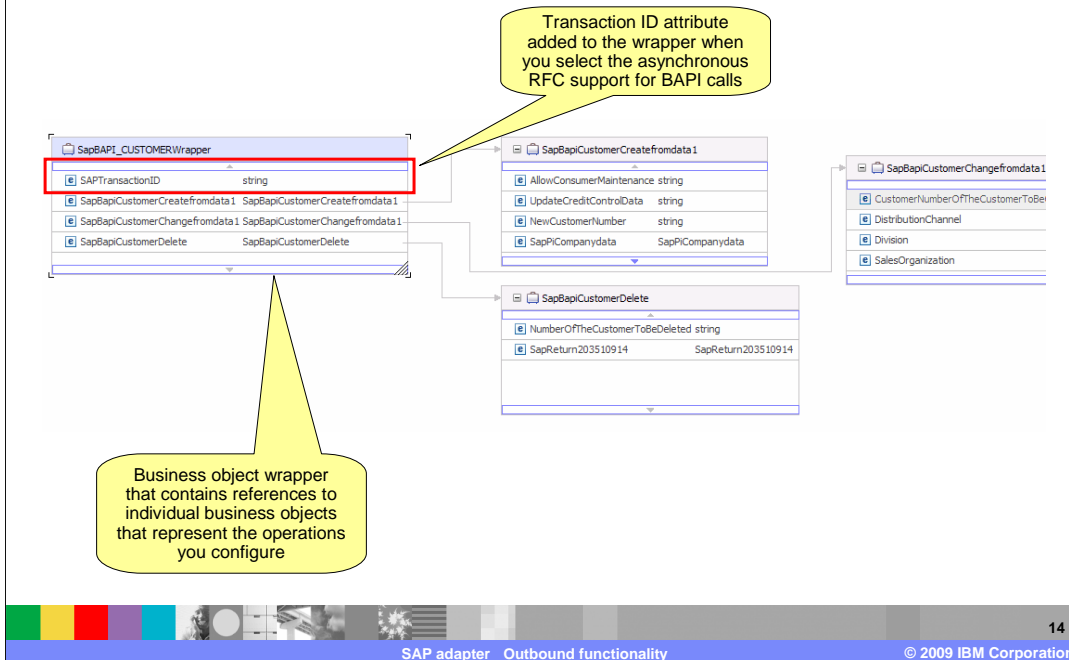 Transaction ID attribute
added to the wrapper when
you select the asynchronous
RFC support for BAPI calls
SapBAPI_CUSTOMERWrapper
SAPTransactionID string
SapBapiCustomerCreatefromdata1 SapBapiCustomerCreatefromdata1
SapBapiCustomerChangefromdata1 SapBapiCustomerChangefromdata1
SapBapiCustomerDelete SapBapiCustomerDelete
SapBapiCustomerCreatefromdata1
AllowConsumerMaintenance string
UpdateCreditControlData string
NewCustomerNumber string
SapPiCompanydata SapPiCompanydata
SapBapiCustomerChangefromdata1
CustomerNumberOfTheCustomerToBe
DistributionChannel
Division
SalesOrganization
SapBapiCustomerDelete
NumberOfTheCustomerToBeDeleted string
SapReturn203510914 SapReturn203510914
Business object wrapper
that contains references to
individual business objects
that represent the operations
you configure
14
SAP adapter Outbound functionality
© 2009 IBM Corporation